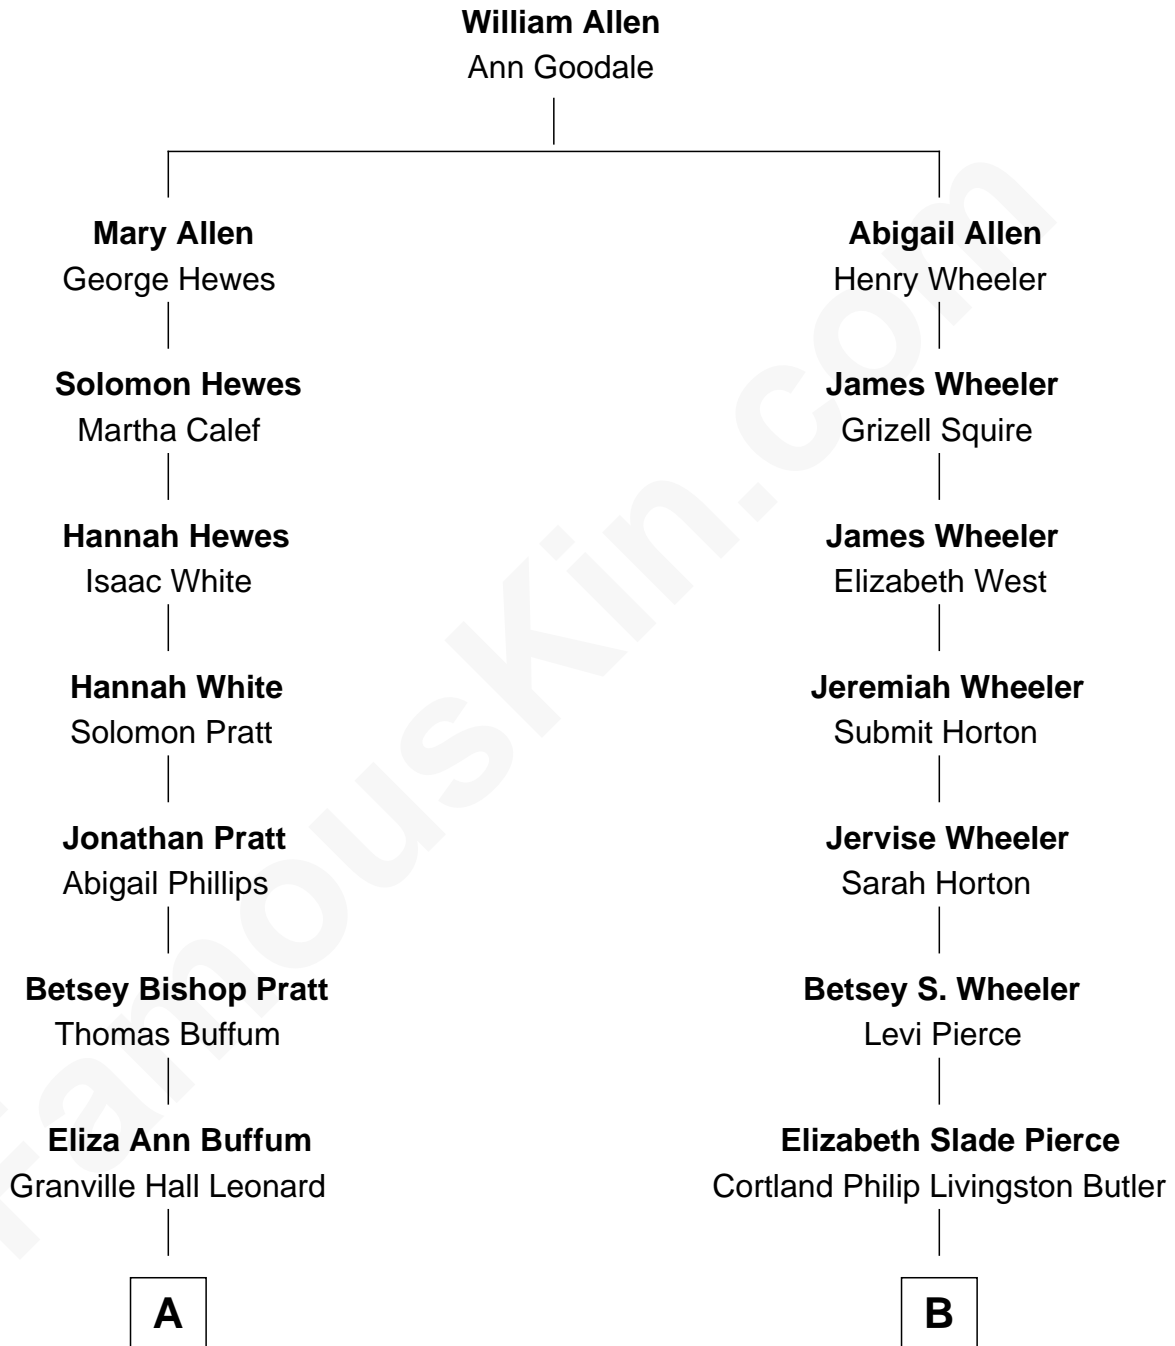 William Allen
Ann Goodale
Mary Allen
George Hewes
Abigail Allen
Henry Wheeler
Solomon Hewes
Martha Calef
James Wheeler
Grizell Squire
Hannah Hewes
Isaac White
James Wheeler
Elizabeth West
Hannah White
Solomon Pratt
Jeremiah Wheeler
Submit Horton
Jonathan Pratt
Abigail Phillips
Jervise Wheeler
Sarah Horton
Betsey Bishop Pratt
Thomas Buffum
Betsey S. Wheeler
Levi Pierce
Eliza Ann Buffum
Granville Hall Leonard
Elizabeth Slade Pierce
Cortland Philip Livingston Butler
A
B
FamousKin.com